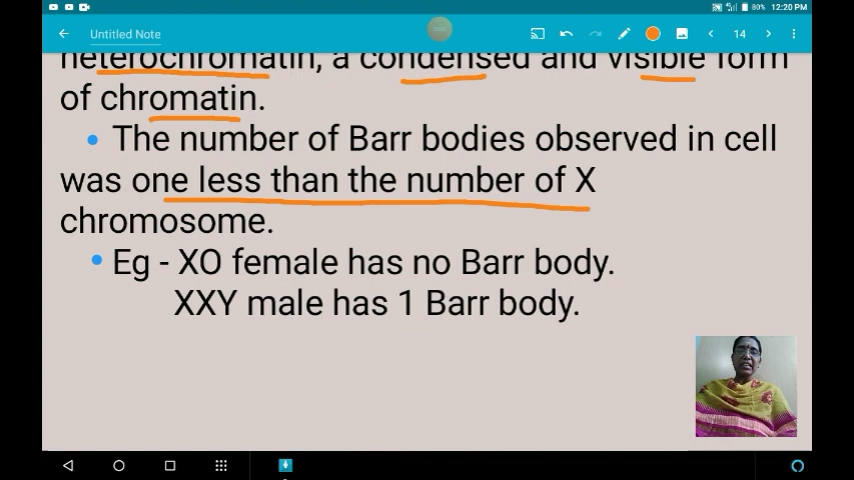 12:20 PM
80%
Untitled Note
14
heterochromatin, a condensed and visible form
of chromatin.
• The number of Barr bodies observed in cell
was one less than the number of X
chromosome.
• Eg - XO female has no Barr body.
XXY male has 1 Barr body.